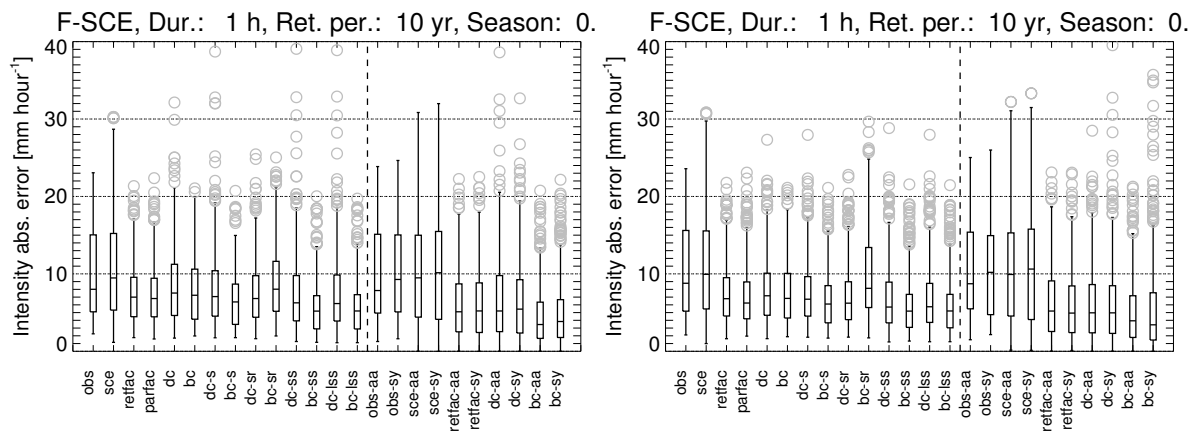 F-SCE, Dur.: 1 h, Ret. per.: 10 yr, Season: 0.
Intensity abs. error [mm hour-1]
40
30
20
10
0
obs
sce
retfac
parfac
dc
bc
dc-s
bc-s
dc-sr
bc-sr
dc-ss
bc-ss
dc-lss
bc-lss
obs-aa
obs-sy
sce-aa
sce-sy
retfac-aa
retfac-sy
dc-aa
dc-sy
bc-aa
bc-sy
F-SCE, Dur.: 1 h, Ret. per.: 10 yr, Season: 0.
Intensity abs. error [mm hour-1]
40
30
20
10
0
obs
sce
retfac
parfac
dc
bc
dc-s
bc-s
dc-sr
bc-sr
dc-ss
bc-ss
dc-lss
bc-lss
obs-aa
obs-sy
sce-aa
sce-sy
retfac-aa
retfac-sy
dc-aa
dc-sy
bc-aa
bc-sy